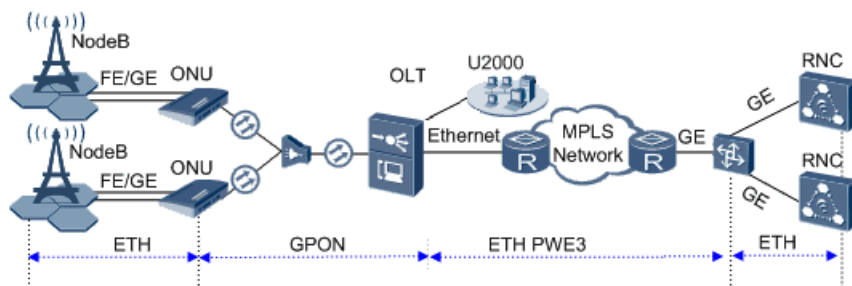 NodeB
FE/GE
ONU
NodeB
FE/GE
ONU
OLT
U2000
Ethernet
R
MPLS
Network
R
GE
GE
RNC
GE
RNC
ETH
GPON
ETH PWE3
ETH